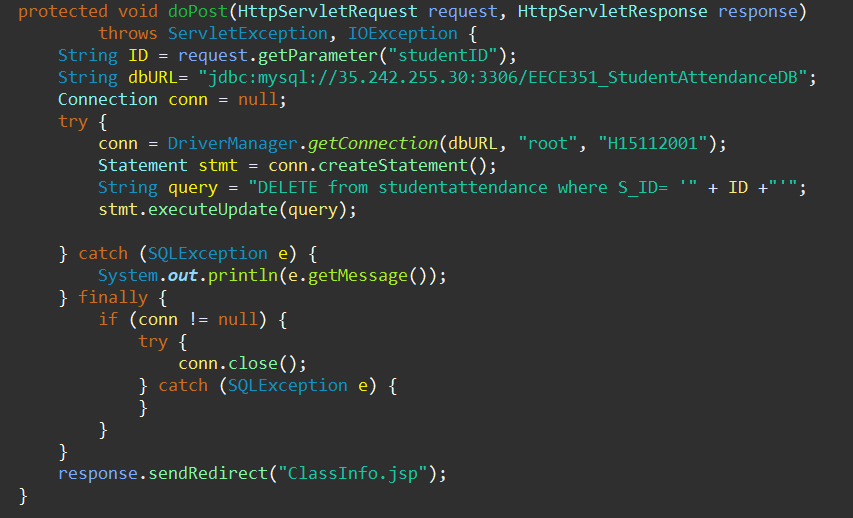 protected void doPost(HttpServletRequest request, HttpServletResponse response)
        throws ServletException, IOException {
    String ID = request.getParameter("studentID");
    String dbURL= "jdbc:mysql://35.242.255.30:3306/EECE351_StudentAttendanceDB";
    Connection conn = null;
    try {
        conn = DriverManager.getConnection(dbURL, "root", "H15112001");
        Statement stmt = conn.createStatement();
        String query = "DELETE from studentattendance where S_ID= '" + ID +"'";
        stmt.executeUpdate(query);

    } catch (SQLException e) {
        System.out.println(e.getMessage());
    } finally {
        if (conn != null) {
            try {
                conn.close();
            } catch (SQLException e) {
            }
        }
    }
    response.sendRedirect("ClassInfo.jsp");
}